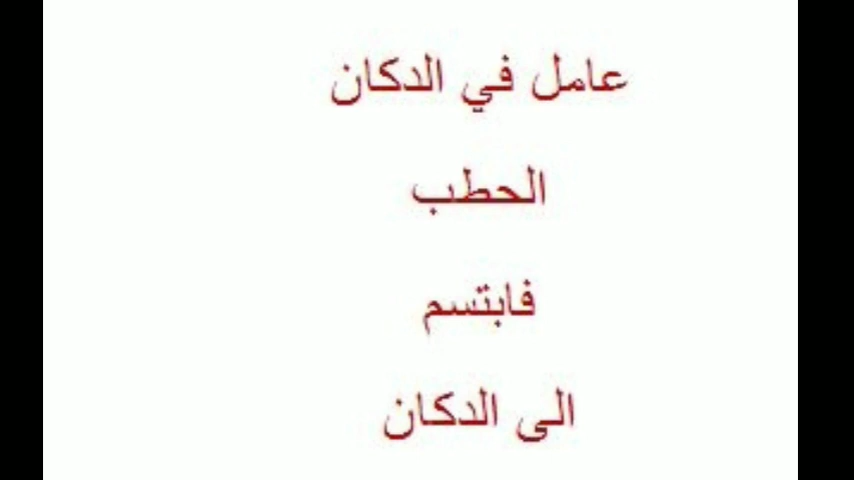 عامل في الدكان
الحطب
فابتسم
الى الدكان